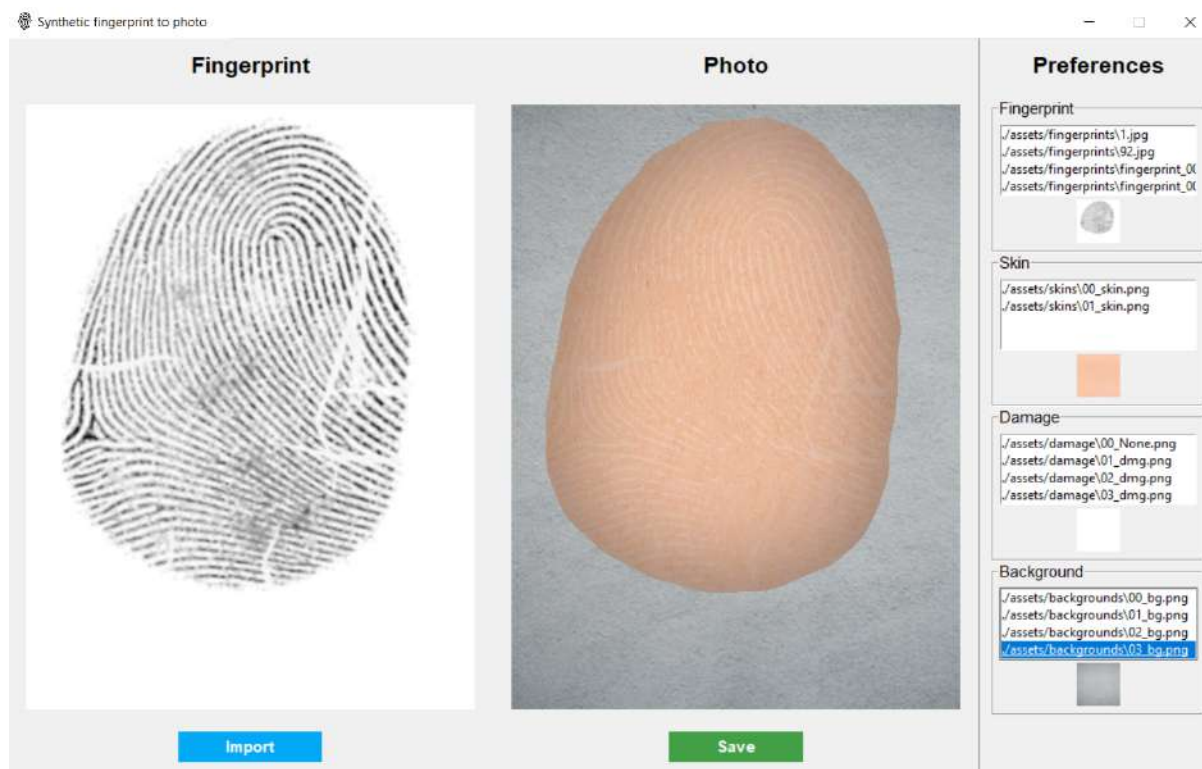 Synthetic fingerprint to photo
Fingerprint
Photo
Preferences
Fingerprint
./assets/fingerprints\1.jpg
./assets/fingerprints\92.jpg
./assets/fingerprints\fingerprint_00
./assets/fingerprints\fingerprint_00
Skin
./assets/skins\00_skin.png
./assets/skins\01_skin.png
Damage
./assets/damage\00_None.png
./assets/damage\01_dmg.png
./assets/damage\02_dmg.png
./assets/damage\03_dmg.png
Background
./assets/backgrounds\00_bg.png
./assets/backgrounds\01_bg.png
./assets/backgrounds\02_bg.png
./assets/backgrounds\03_bg.png
Import
Save